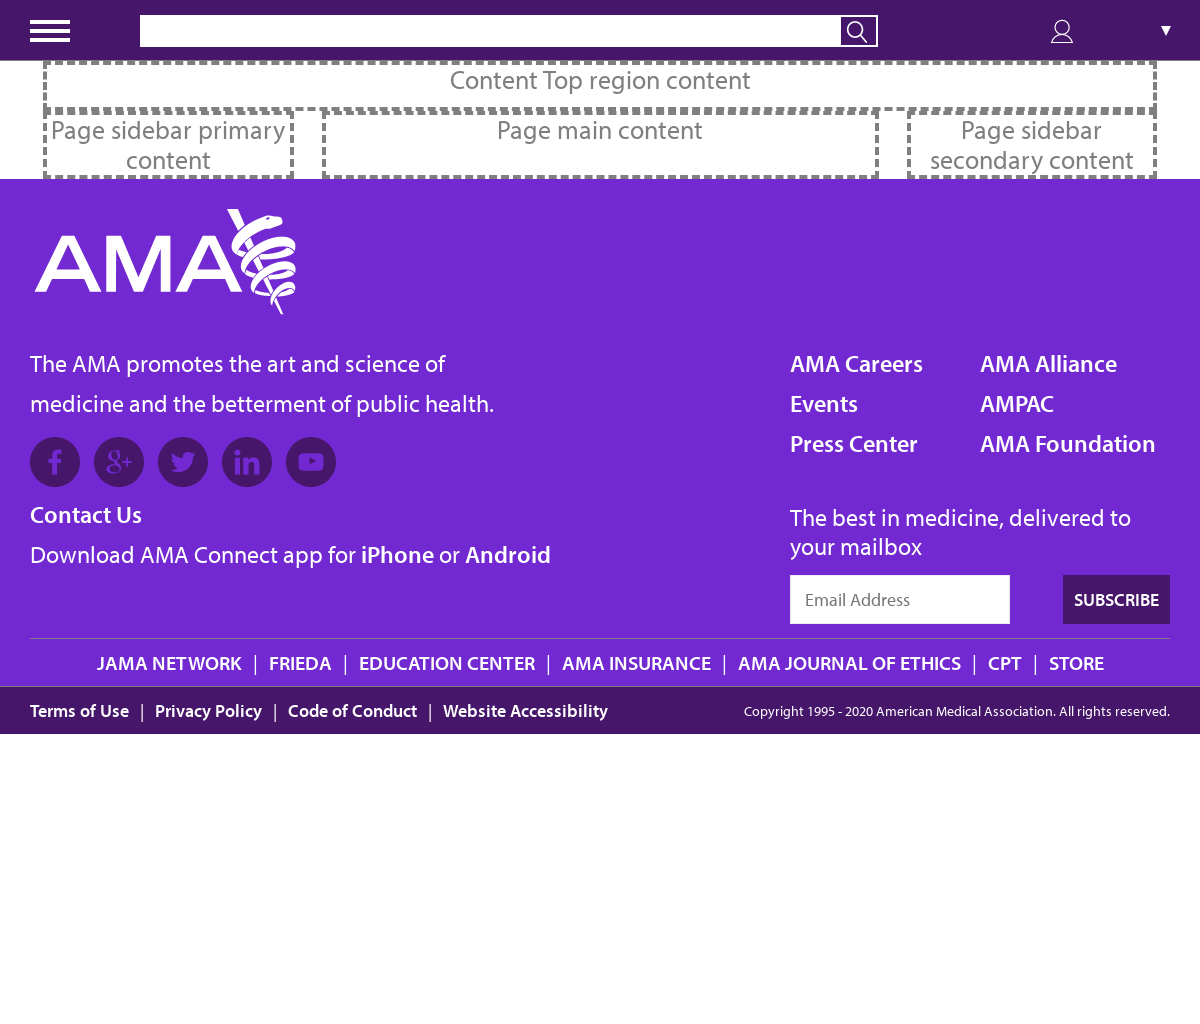 Content Top region content
Page sidebar primary
content
Page main content
Page sidebar
secondary content
AMA
The AMA promotes the art and science of
medicine and the betterment of public health.
Contact Us
Download AMA Connect app for iPhone or Android
AMA Careers
Events
Press Center
AMA Alliance
AMPAC
AMA Foundation
The best in medicine, delivered to
your mailbox
Email Address
SUBSCRIBE
JAMA NETWORK | FRIEDA | EDUCATION CENTER | AMA INSURANCE | AMA JOURNAL OF ETHICS | CPT | STORE
Terms of Use | Privacy Policy | Code of Conduct | Website Accessibility
Copyright 1995 - 2020 American Medical Association. All rights reserved.